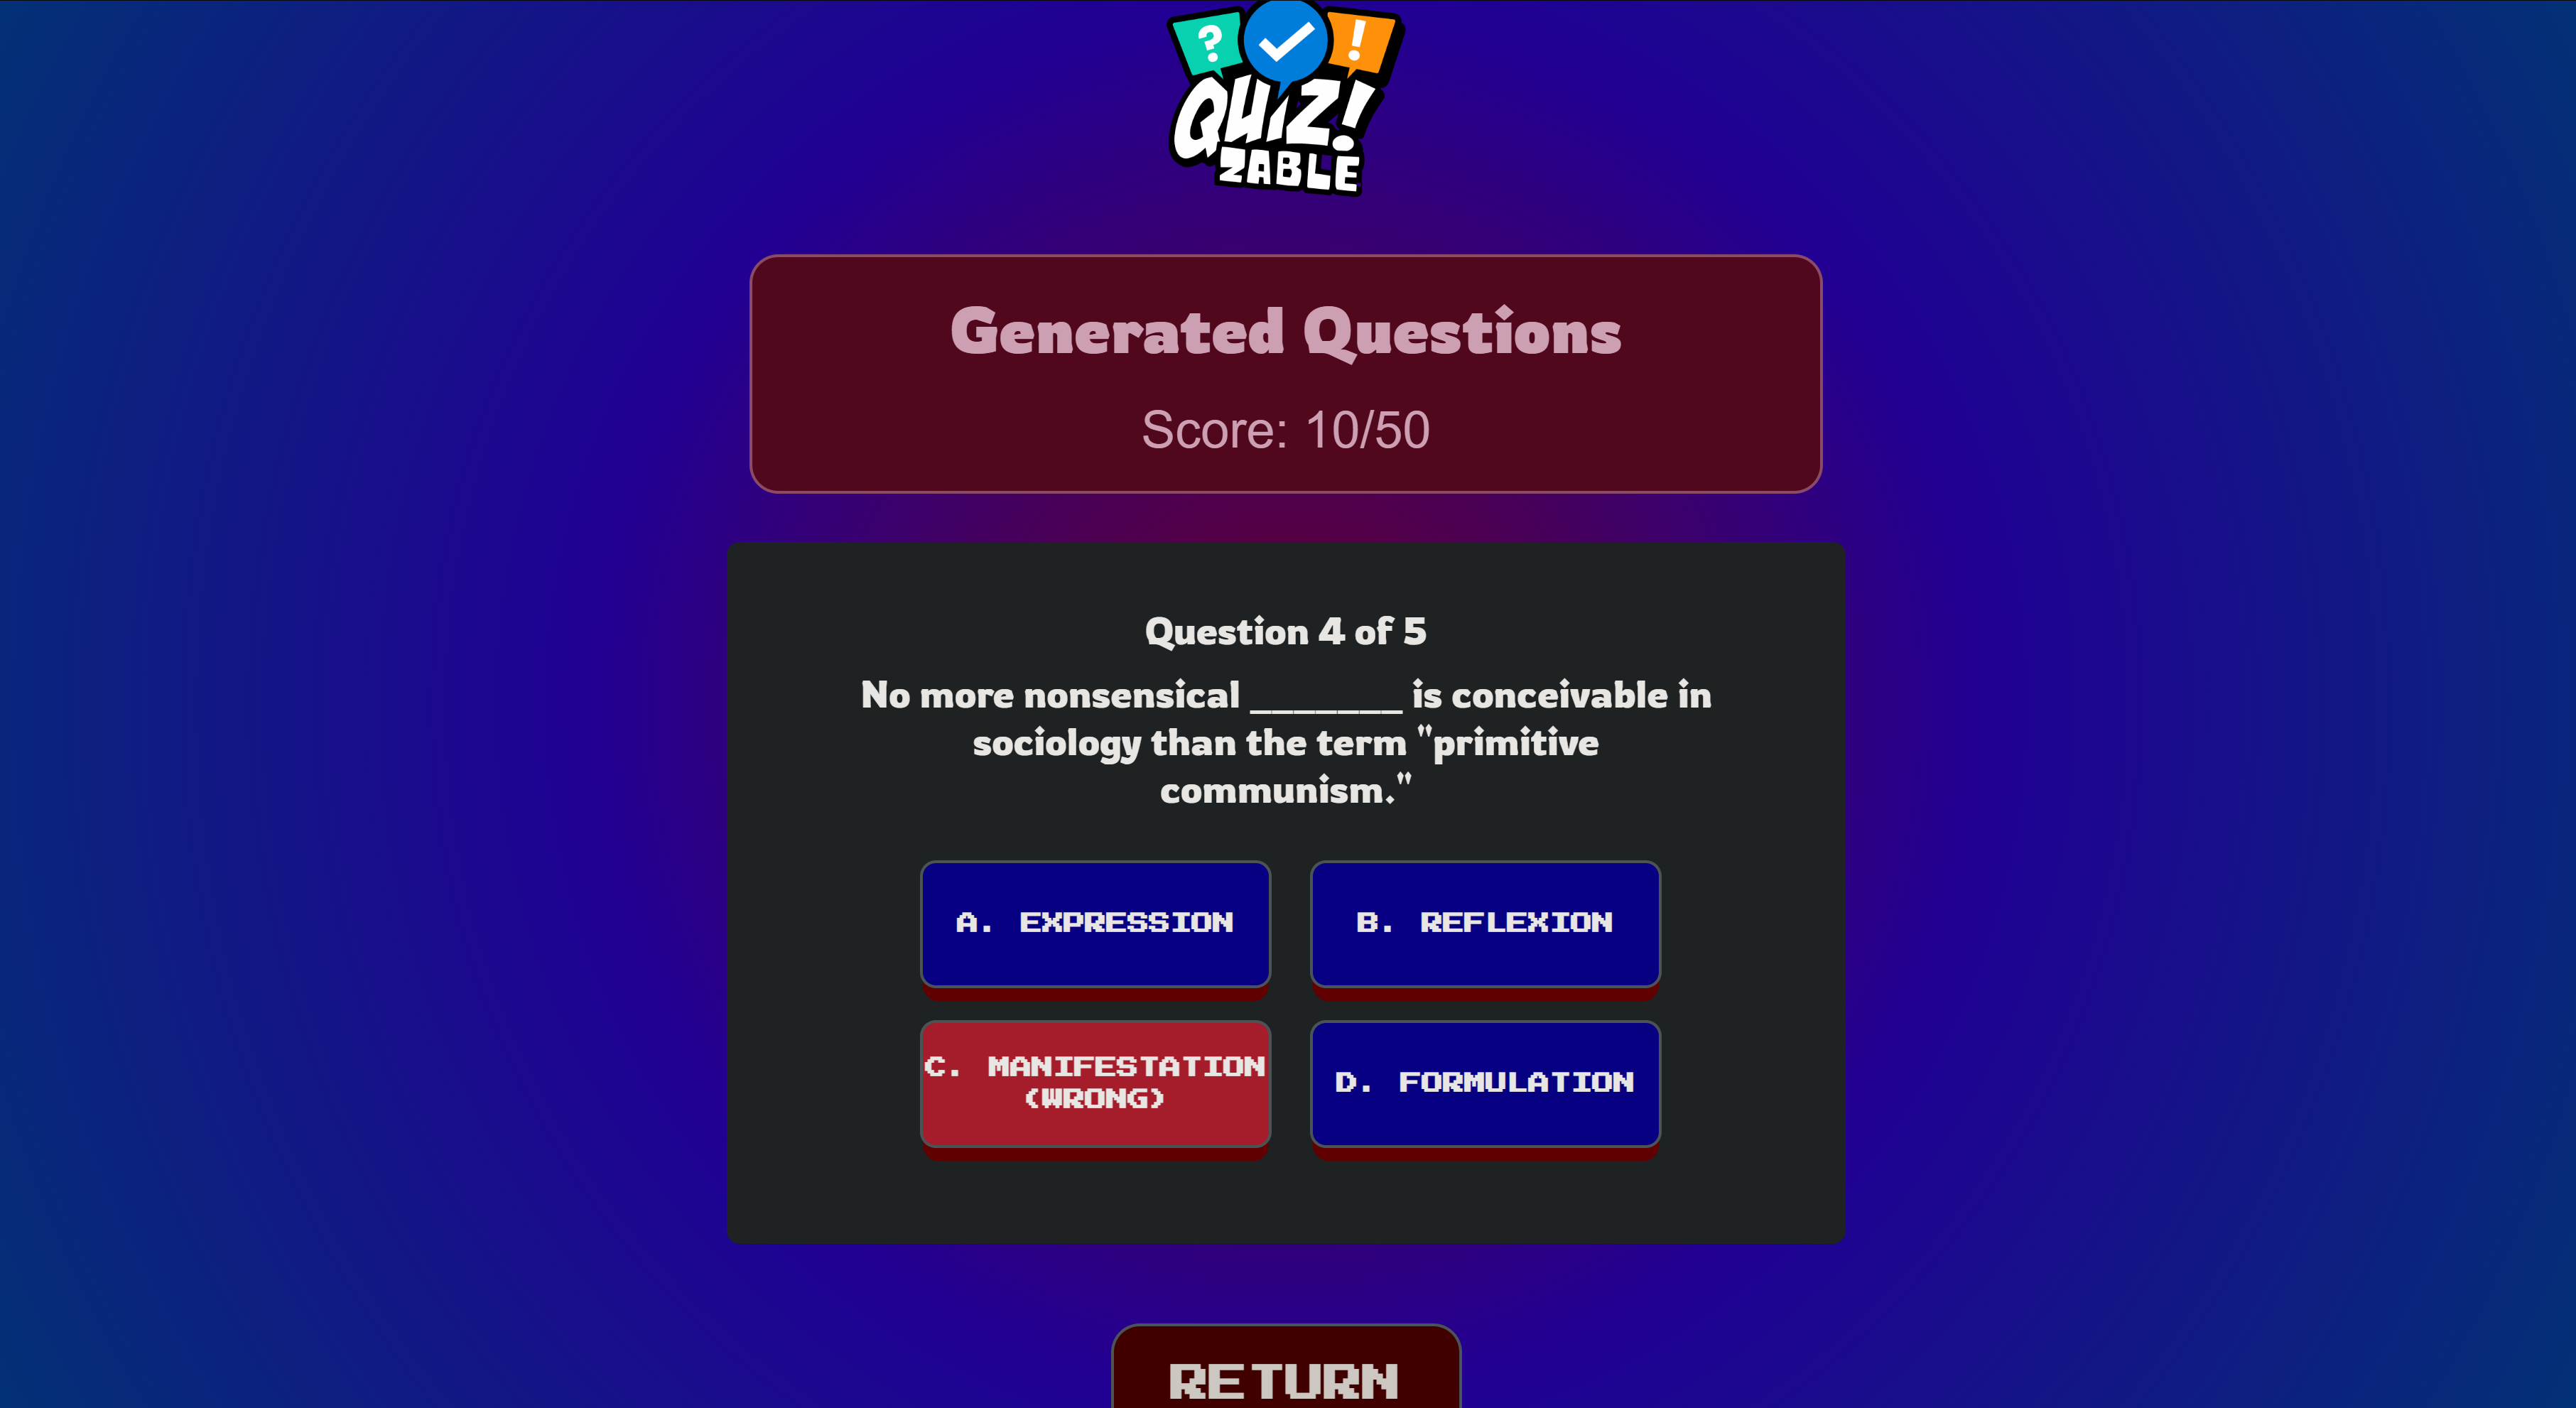 ?
!
QUIZ!
ZABLE
Generated Questions
Score: 10/50
Question 4 of 5
No more nonsensical _______ is conceivable in
sociology than the term "primitive
communism."
A. EXPRESSION
B. REFLEXION
C. MANIFESTATION
(WRONG)
D. FORMULATION
RETURN